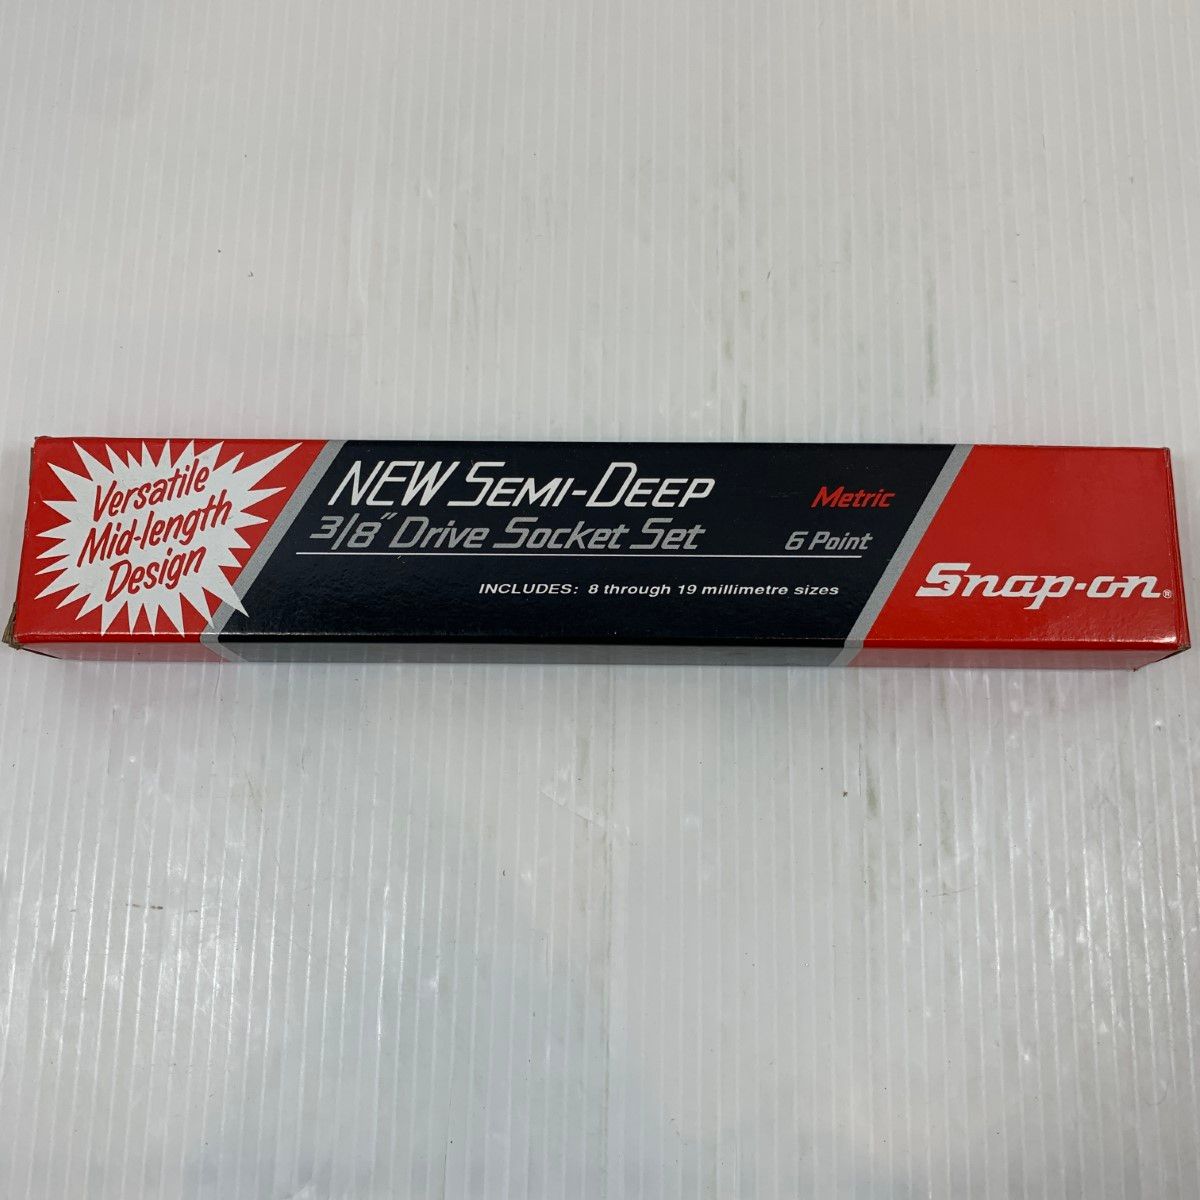 Versatile
Mid-length
Design
NEW SEMI-DEEP
3/8" Drive Socket Set
Metric
6 Point
INCLUDES: 8 through 19 millimetre sizes
Snap-on®